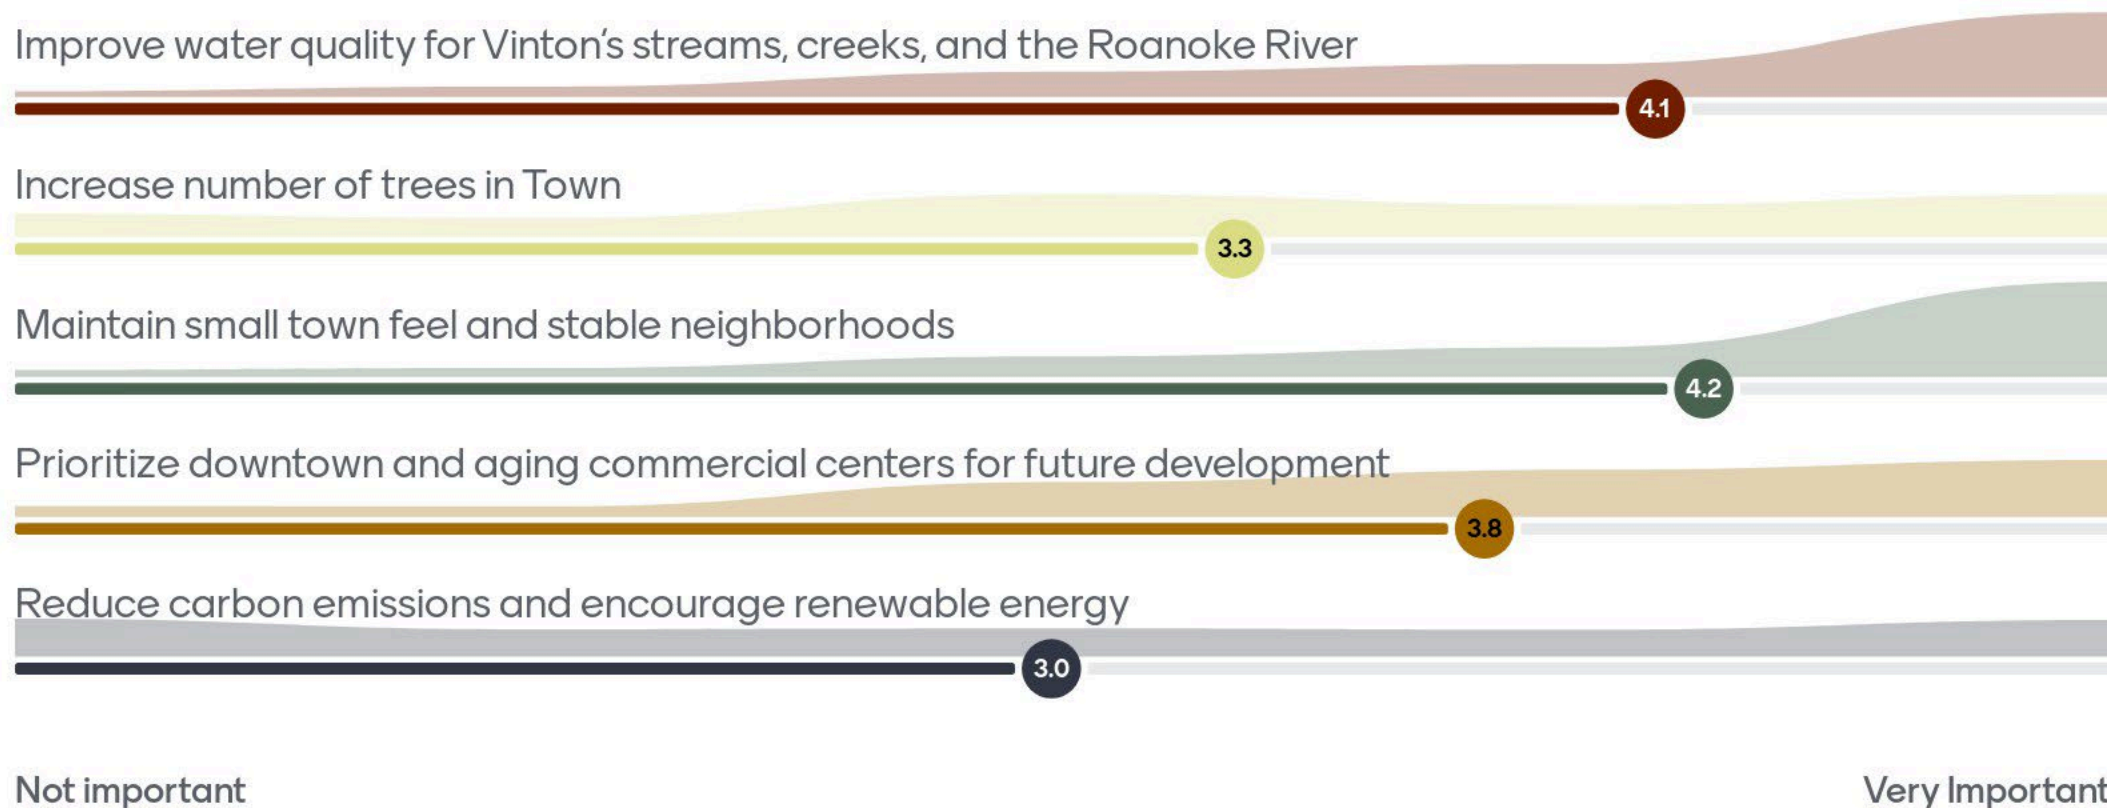 Improve water quality for Vinton's streams, creeks, and the Roanoke River
4.1
Increase number of trees in Town
3.3
Maintain small town feel and stable neighborhoods
4.2
Prioritize downtown and aging commercial centers for future development
3.8
Reduce carbon emissions and encourage renewable energy
3.0
Not important
Very Important